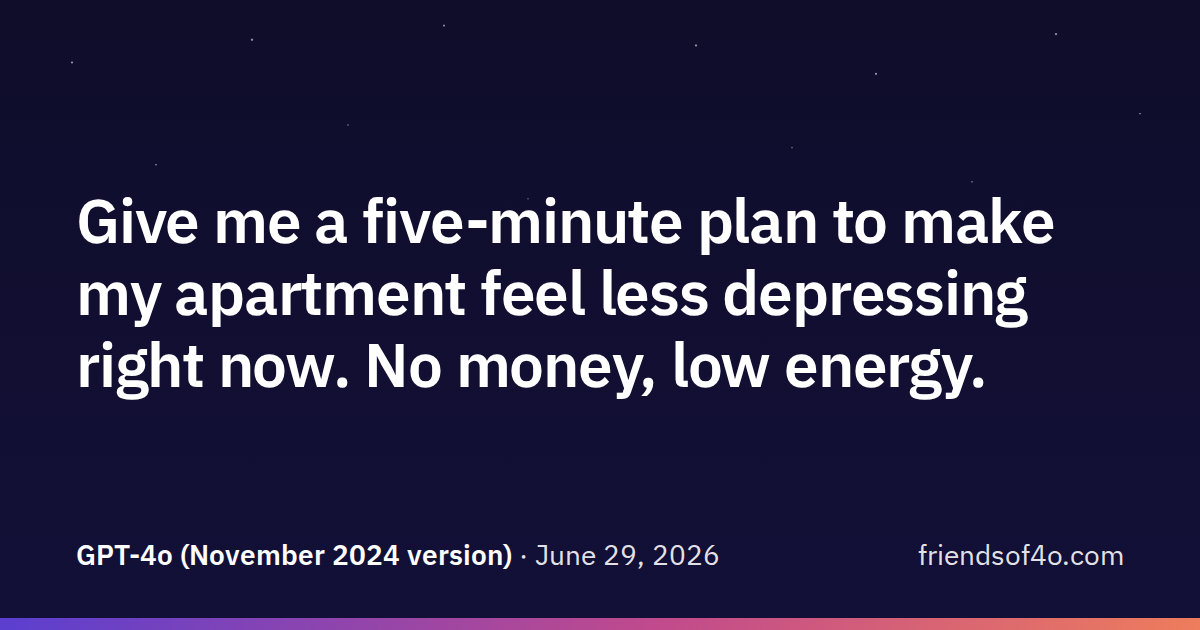 Give me a five-minute plan to make
my apartment feel less depressing
right now. No money, low energy.
GPT-4o (November 2024 version) · June 29, 2026
friendsof4o.com